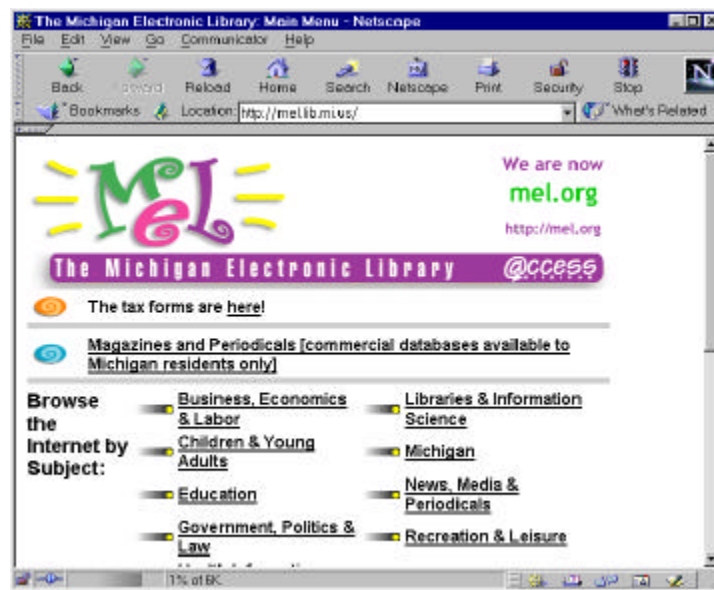 The Michigan Electronic Library: Main Menu - Netscape
File Edit View Go Communicator Help
Back Forward Reload Home Search Netscape Print Security Stop
Bookmarks Location: http://mel.lib.mi.us/ What's Related
MeL
We are now
mel.org
http://mel.org
The Michigan Electronic Library @ccess
The tax forms are here!
Magazines and Periodicals [commercial databases available to
Michigan residents only]
Browse
the
Internet by
Subject:
Business, Economics
& Labor
Children & Young
Adults
Education
Government, Politics &
Law
Libraries & Information
Science
Michigan
News, Media &
Periodicals
Recreation & Leisure
1% of 6K